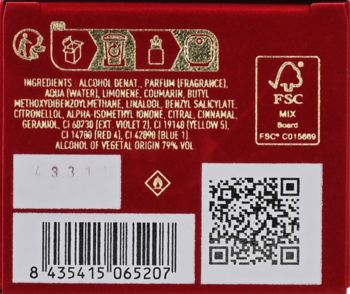 INGREDIENTS: ALCOHOL DENAT., PARFUM (FRAGRANCE),
AQUA (WATER), LIMONENE, COUMARIN, BUTYL
METHOXYDIBENZOYLMETHANE, LINALOOL, BENZYL SALICYLATE,
CITRONELLOL, ALPHA-ISOMETHYL IONONE, CITRAL, CINNAMAL,
GERANIOL, CI 60730 (EXT. VIOLET 2), CI 19140 (YELLOW 5),
CI 14700 (RED 4), CI 42090 (BLUE 1).
ALCOHOL OF VEGETAL ORIGIN 79% VOL
FSC
MIX
Board
FSC® C015669
8 435415 065207